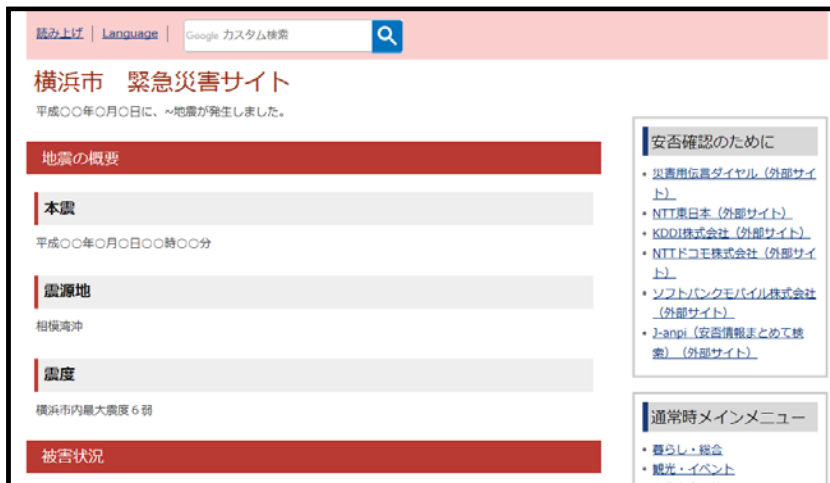 読み上げ | Language |
Google カスタム検索
横浜市　緊急災害サイト
平成○○年○月○日に、~地震が発生しました。
地震の概要
本震
平成○○年○月○日○○時○○分
震源地
相模湾沖
震度
横浜市内最大震度６弱
被害状況
安否確認のために
災害用伝言ダイヤル（外部サイ
ト）
NTT東日本（外部サイト）
KDDI株式会社（外部サイト）
NTTドコモ株式会社（外部サイ
ト）
ソフトバンクモバイル株式会社
（外部サイト）
J-anpi（安否情報まとめて検
索）（外部サイト）
通常時メインメニュー
暮らし・総合
観光・イベント